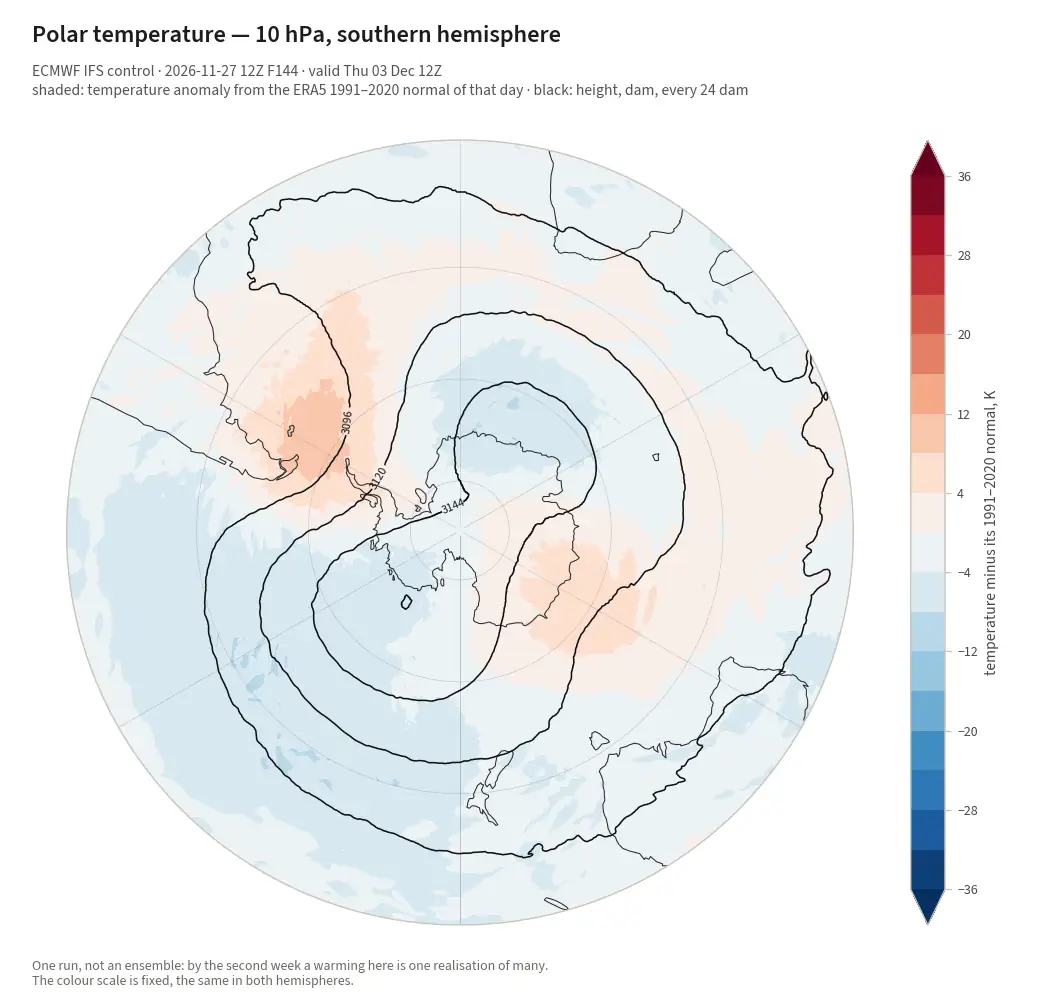 Polar temperature — 10 hPa, southern hemisphere
ECMWF IFS control · 2026-11-27 12Z F144 · valid Thu 03 Dec 12Z
shaded: temperature anomaly from the ERA5 1991–2020 normal of that day · black: height, dam, every 24 dam
36
28
20
12
4
−4
−12
−20
−28
−36
temperature minus its 1991–2020 normal, K
3096
3120
3144
One run, not an ensemble: by the second week a warming here is one realisation of many.
The colour scale is fixed, the same in both hemispheres.